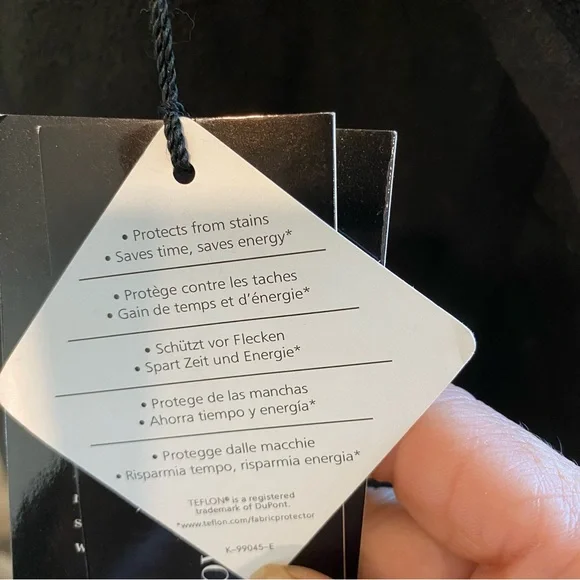 • Protects from stains
• Saves time, saves energy*
• Protège contre les taches
• Gain de temps et d'énergie*
• Schützt vor Flecken
• Spart Zeit und Energie*
• Protege de las manchas
• Ahorra tiempo y energía*
• Protegge dalle macchie
• Risparmia tempo, risparmia energia*
TEFLON® is a registered
trademark of DuPont.
*www.teflon.com/fabricprotector
K-99045-E